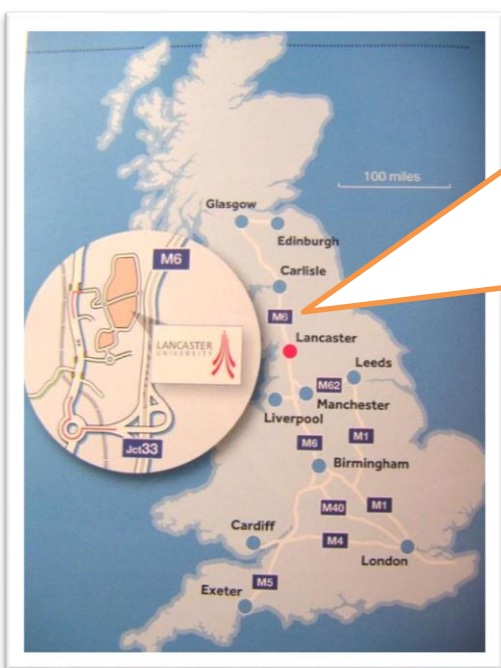 100 miles
Glasgow
Edinburgh
Carlisle
M6
M6
LANCASTER
UNIVERSITY
Lancaster
Leeds
M62
Manchester
Liverpool
Jct33
M6
M1
Birmingham
M40
M1
Cardiff
M4
London
M5
Exeter